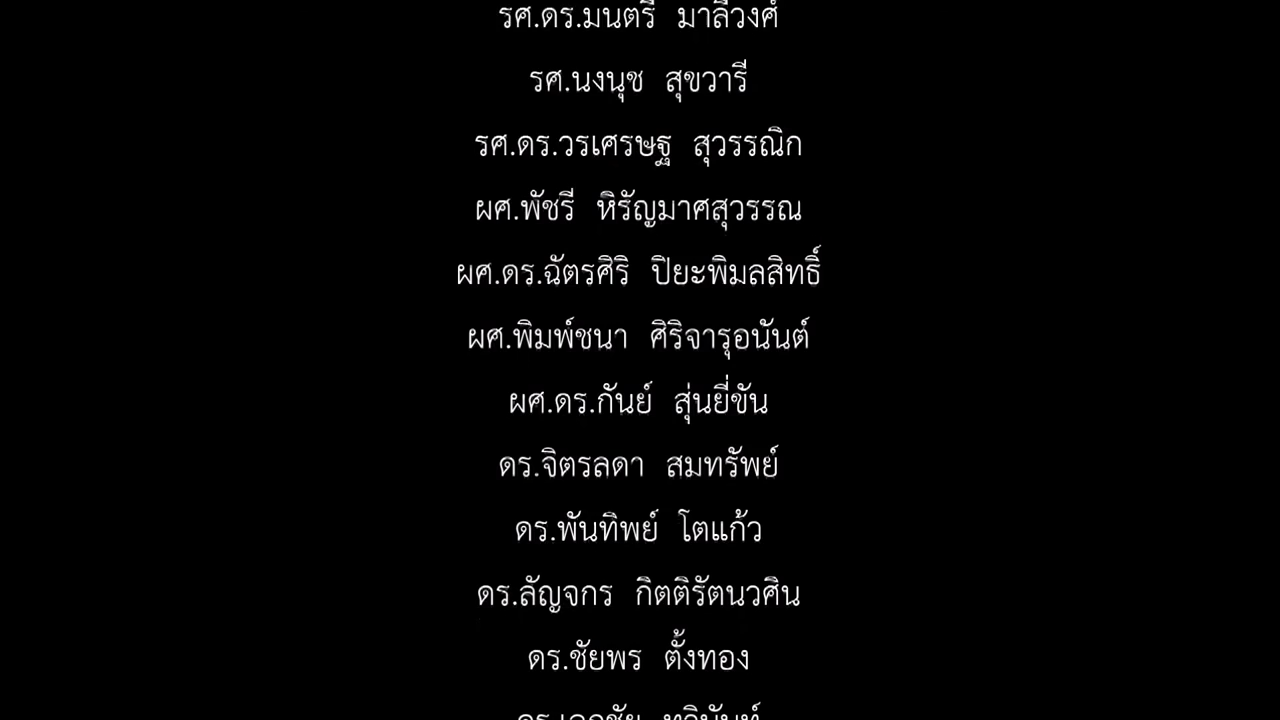 รศ.ดร.มนตรี มาลีวงศ์
รศ.นงนุช สุขวารี
รศ.ดร.วรเศรษฐ สุวรรณิก
ผศ.พัชรี หิรัญมาศสุวรรณ
ผศ.ดร.ฉัตรศิริ ปิยะพิมลสิทธิ์
ผศ.พิมพ์ชนา ศิริจารุอนันต์
ผศ.ดร.กันย์ สุ่นยี่ขัน
ดร.จิตรลดา สมทรัพย์
ดร.พันทิพย์ โตแก้ว
ดร.ลัญจกร กิตติรัตนวศิน
ดร.ชัยพร ตั้งทอง